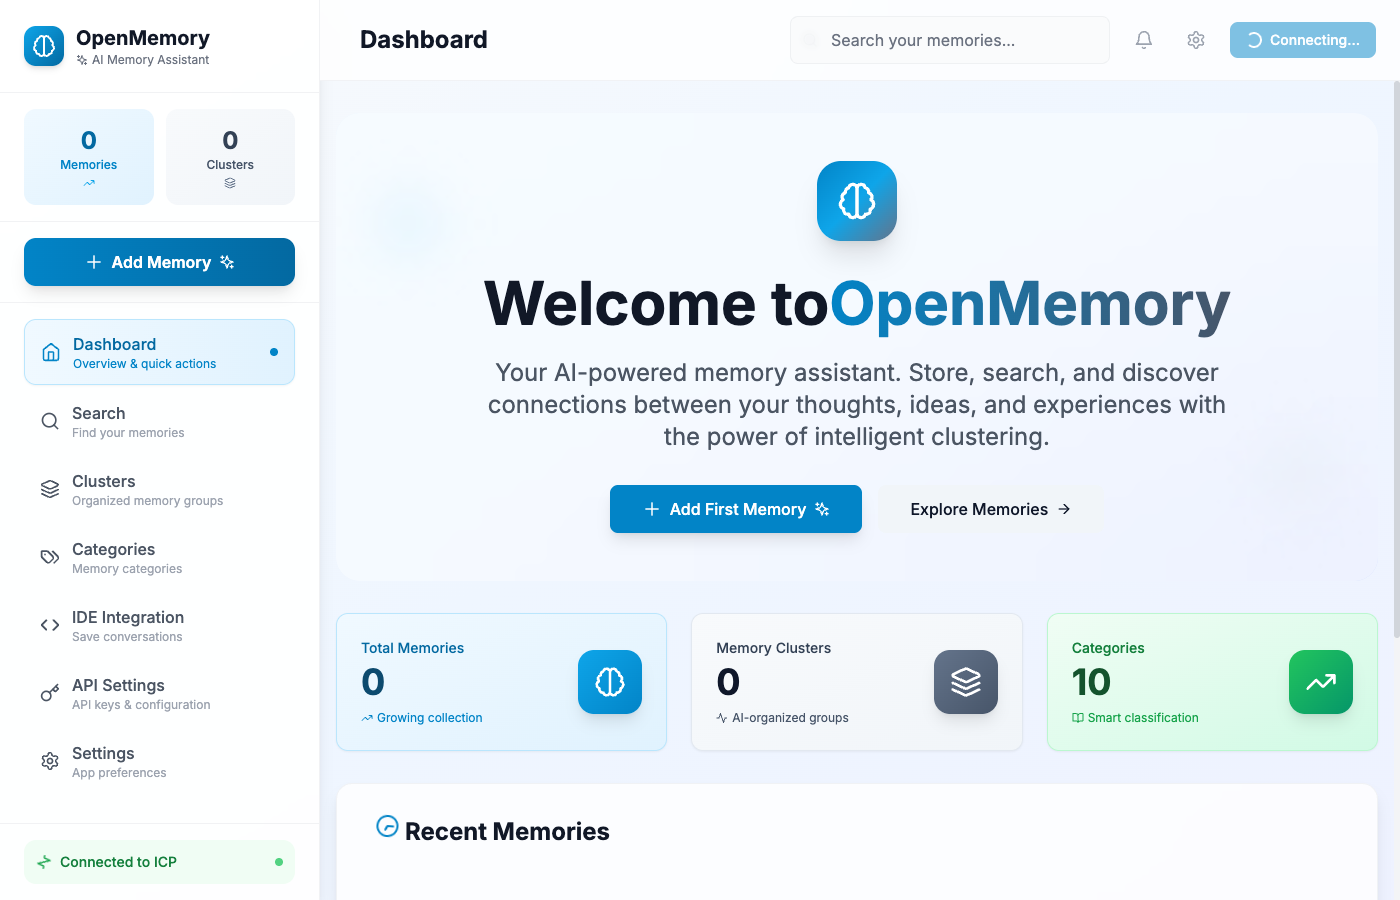 OpenMemory
AI Memory Assistant
0
Memories
0
Clusters
Add Memory
Dashboard
Overview & quick actions
Search
Find your memories
Clusters
Organized memory groups
Categories
Memory categories
IDE Integration
Save conversations
API Settings
API keys & configuration
Settings
App preferences
Connected to ICP
Dashboard
Search your memories...
Connecting...
Welcome toOpenMemory
Your AI-powered memory assistant. Store, search, and discover
connections between your thoughts, ideas, and experiences with
the power of intelligent clustering.
Add First Memory
Explore Memories
Total Memories
0
Growing collection
Memory Clusters
0
AI-organized groups
Categories
10
Smart classification
Recent Memories